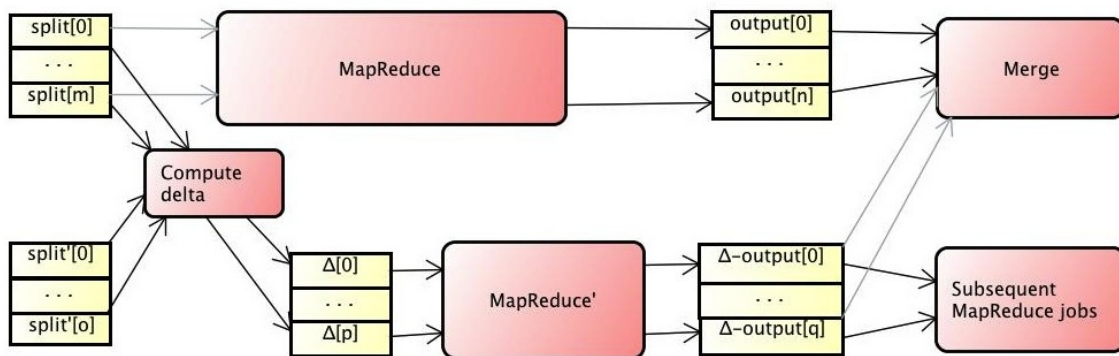 split[0]
. . .
split[m]
MapReduce
output[0]
. . .
output[n]
Merge
Compute
delta
split'[0]
. . .
split'[o]
Δ[0]
. . .
Δ[p]
MapReduce'
Δ-output[0]
. . .
Δ-output[q]
Subsequent
MapReduce jobs